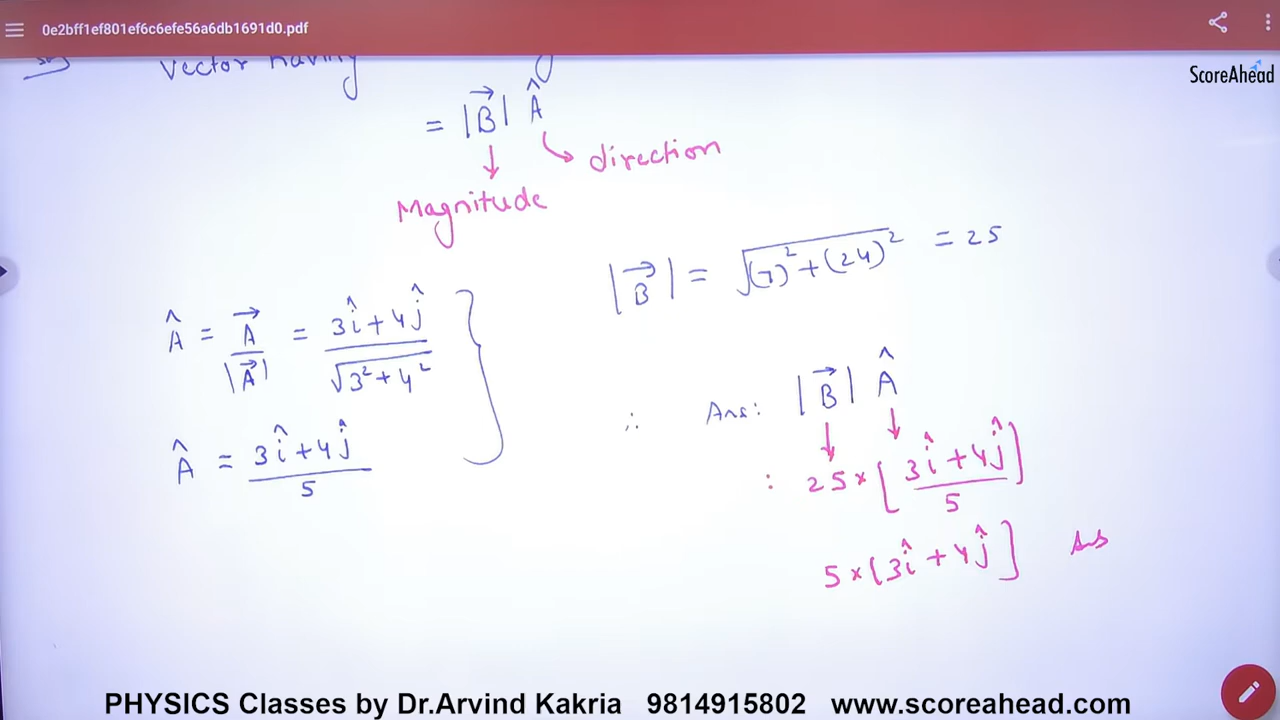 0e2bff1ef801ef6c6efe56a6db1691d0.pdf
ScoreAhead
Vector having
= |B⃗| Â
direction
Magnitude
|B⃗| = √(7)² + (24)² = 25
Â = A⃗ / |A⃗| = 3î + 4ĵ / √3² + 4²
∴ Ans: |B⃗| Â
Â = 3î + 4ĵ / 5
: 25 × [3î + 4ĵ / 5]
5 × [3î + 4ĵ] Ans
PHYSICS Classes by Dr.Arvind Kakria 9814915802 www.scoreahead.com